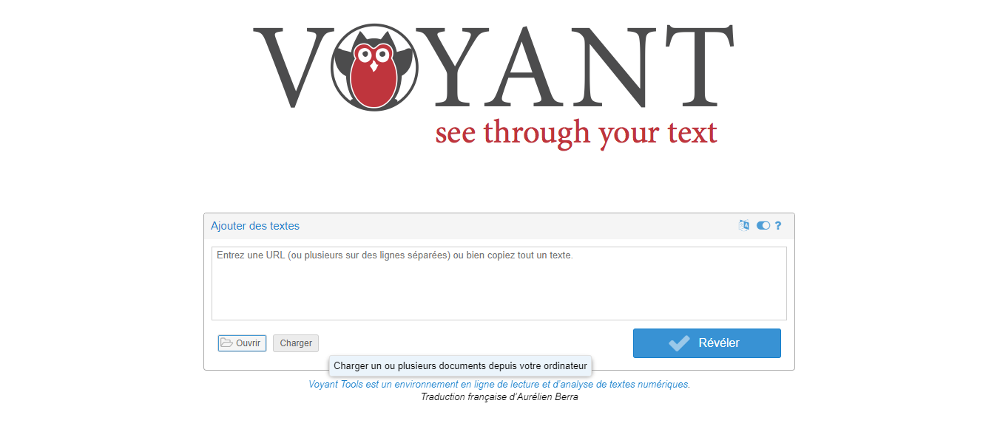 VOYANT
see through your text
Ajouter des textes
?
Entrez une URL (ou plusieurs sur des lignes séparées) ou bien copiez tout un texte.
Ouvrir Charger Révéler
Charger un ou plusieurs documents depuis votre ordinateur
Voyant Tools est un environnement en ligne de lecture et d'analyse de textes numériques.
Traduction française d'Aurélien Berra